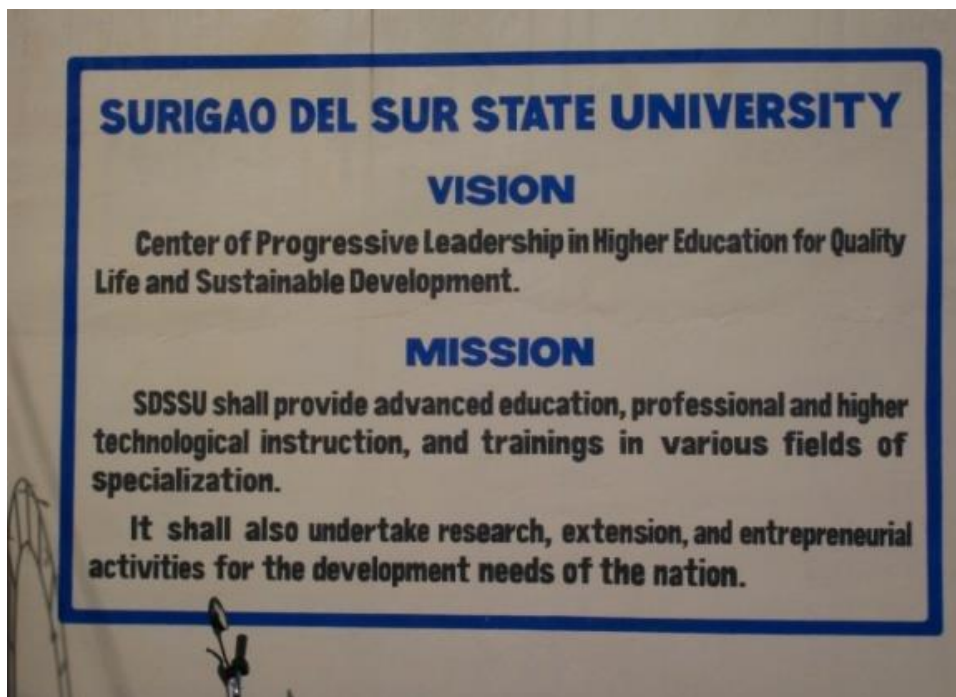 SURIGAO DEL SUR STATE UNIVERSITY
VISION
Center of Progressive Leadership in Higher Education for Quality
Life and Sustainable Development.
MISSION
SDSSU shall provide advanced education, professional and higher
technological instruction, and trainings in various fields of
specialization.
It shall also undertake research, extension, and entrepreneurial
activities for the development needs of the nation.